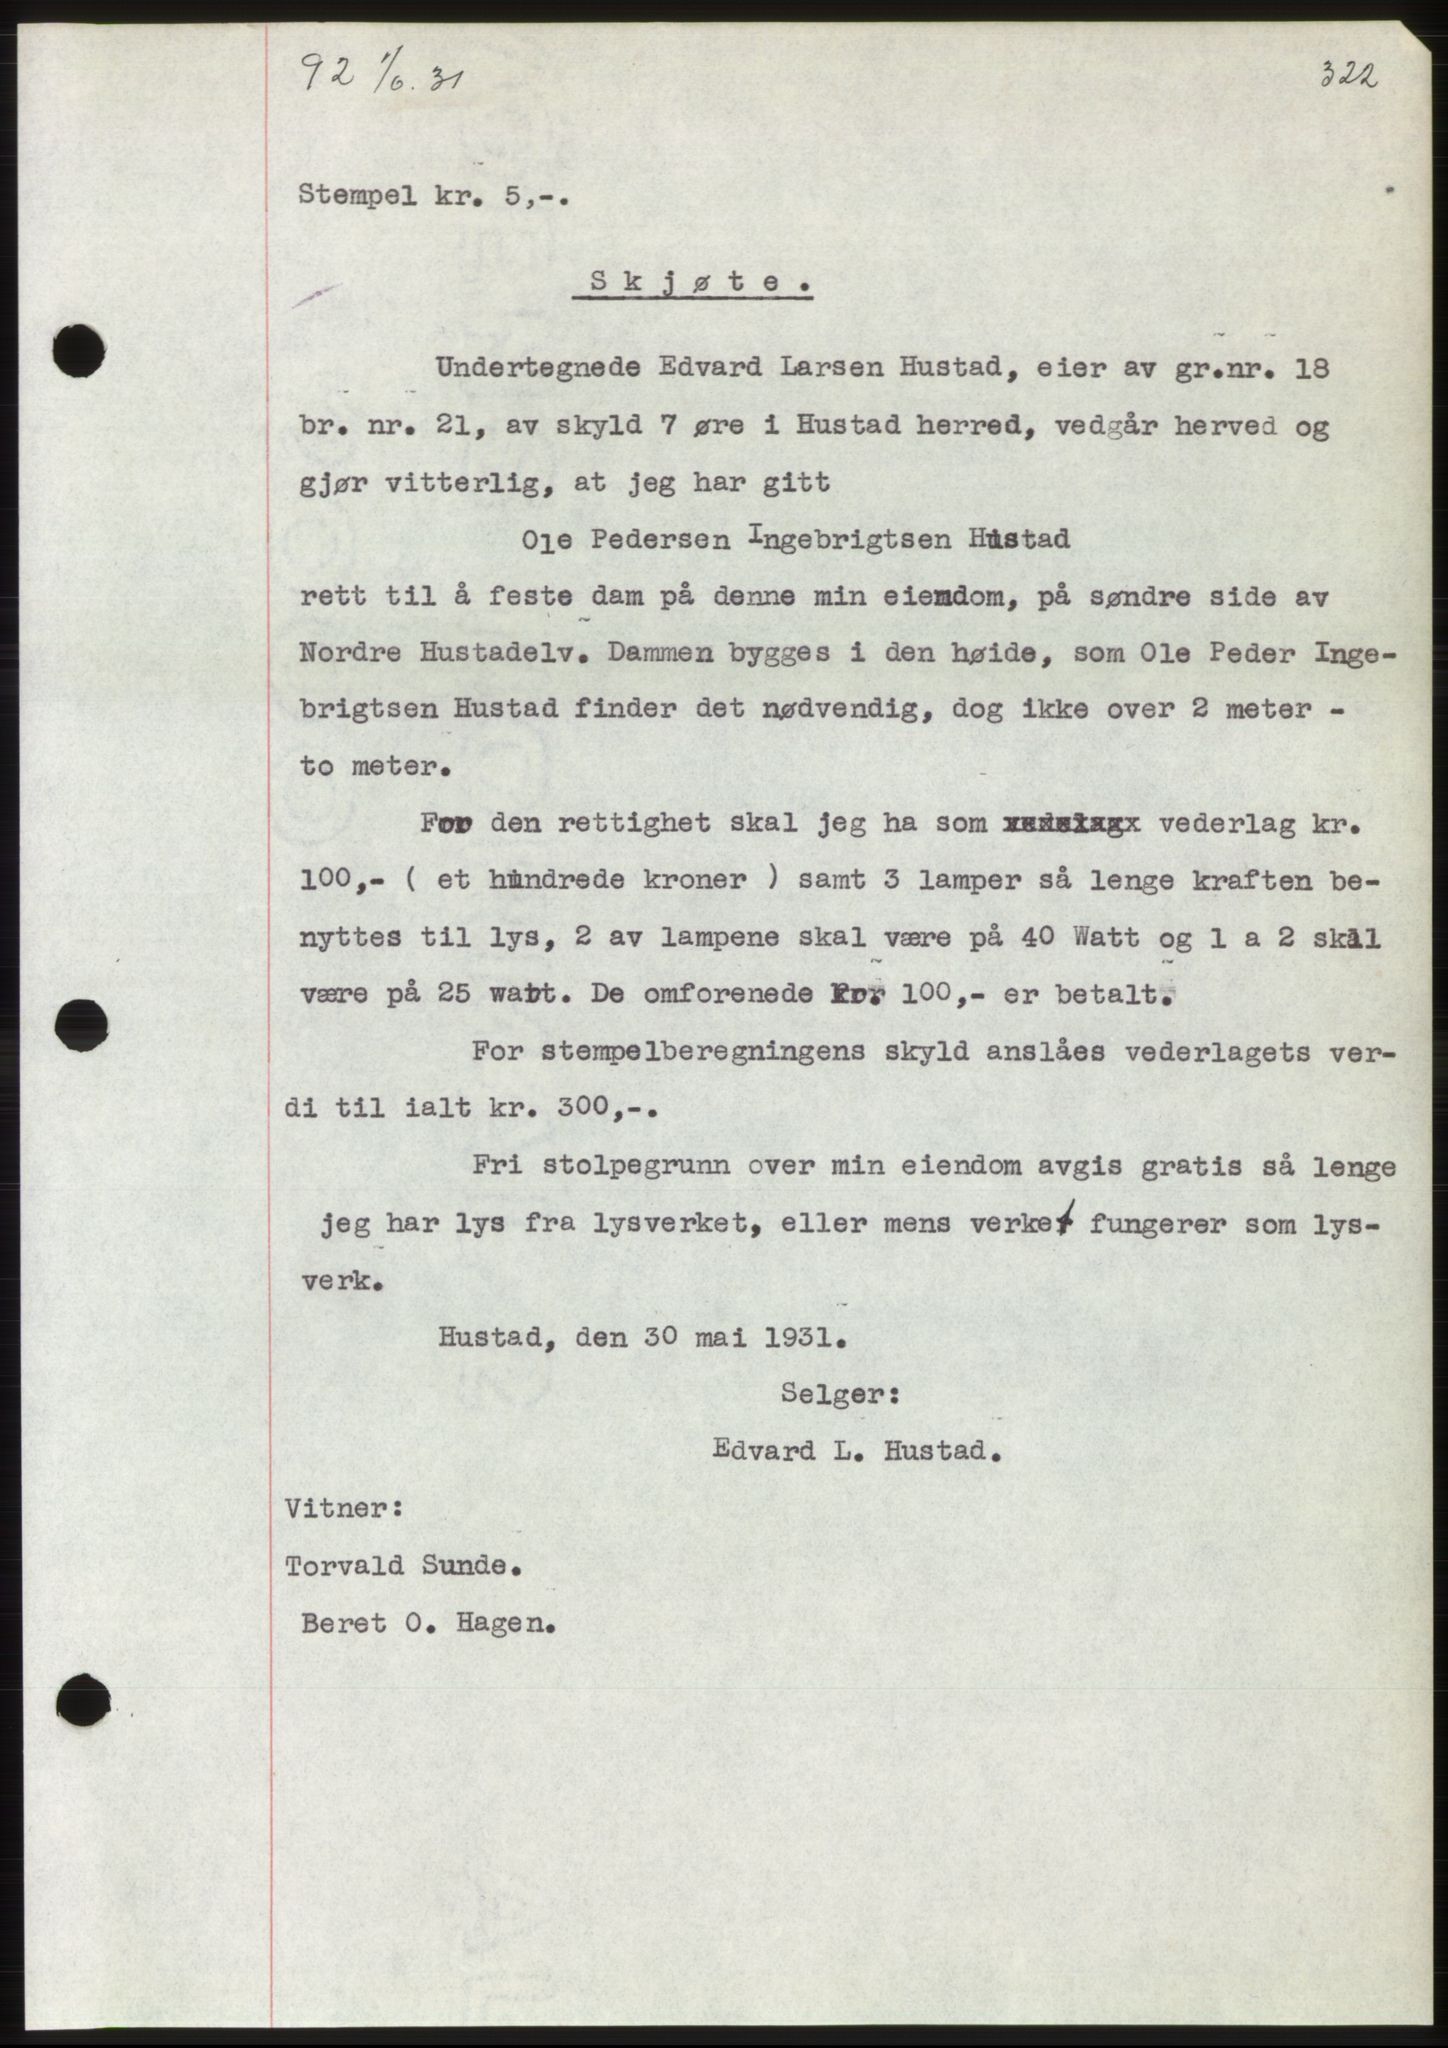 92 1/6. 31
322
Stempel kr. 5,-.
Skjøte.
Undertegnede Edvard Larsen Hustad, eier av gr.nr. 18
br. nr. 21, av skyld 7 øre i Hustad herred, vedgår herved og
gjør vitterlig, at jeg har gitt
Ole Pedersen Ingebrigtsen Hustad
rett til å feste dam på denne min eiendom, på søndre side av
Nordre Hustadelv. Dammen bygges i den høide, som Ole Peder Inge-
brigtsen Hustad finder det nødvendig, dog ikke over 2 meter -
to meter.
For den rettighet skal jeg ha som vederlag kr.
100,- ( et hundrede kroner ) samt 3 lamper så lenge kraften be-
nyttes til lys, 2 av lampene skal være på 40 Watt og 1 a 2 skal
være på 25 watt. De omforenede kr. 100,- er betalt.
For stempelberegningens skyld anslåes vederlagets ver-
di til ialt kr. 300,-.
Fri stolpegrunn over min eiendom avgis gratis så lenge
jeg har lys fra lysverket, eller mens verket fungerer som lys-
verk.
Hustad, den 30 mai 1931.
Selger:
Edvard L. Hustad.
Vitner:
Torvald Sunde.
Beret O. Hagen.